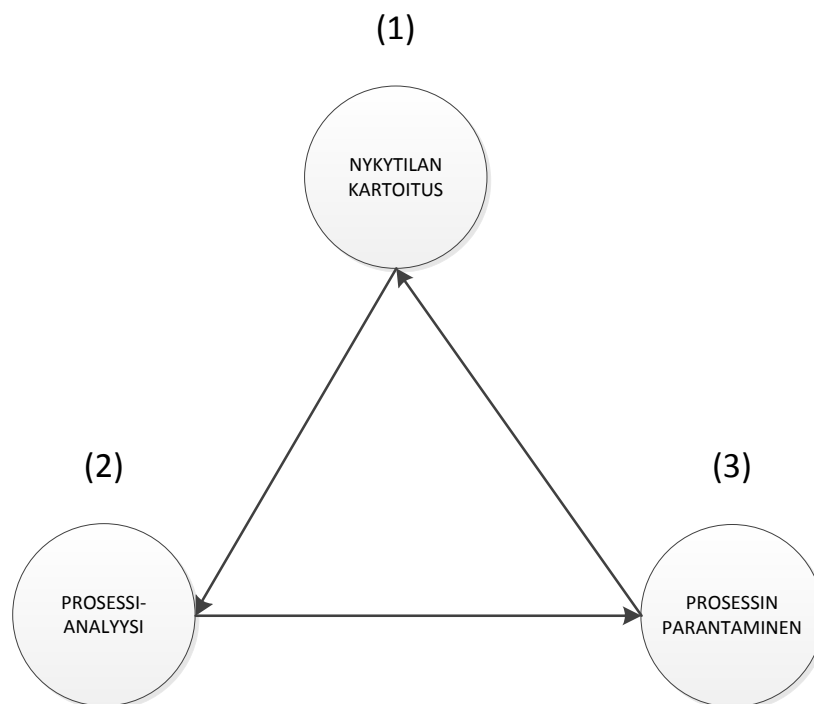 (1)
NYKYTILAN
KARTOITUS
(2)
PROSESSI-
ANALYYSI
(3)
PROSESSIN
PARANTAMINEN